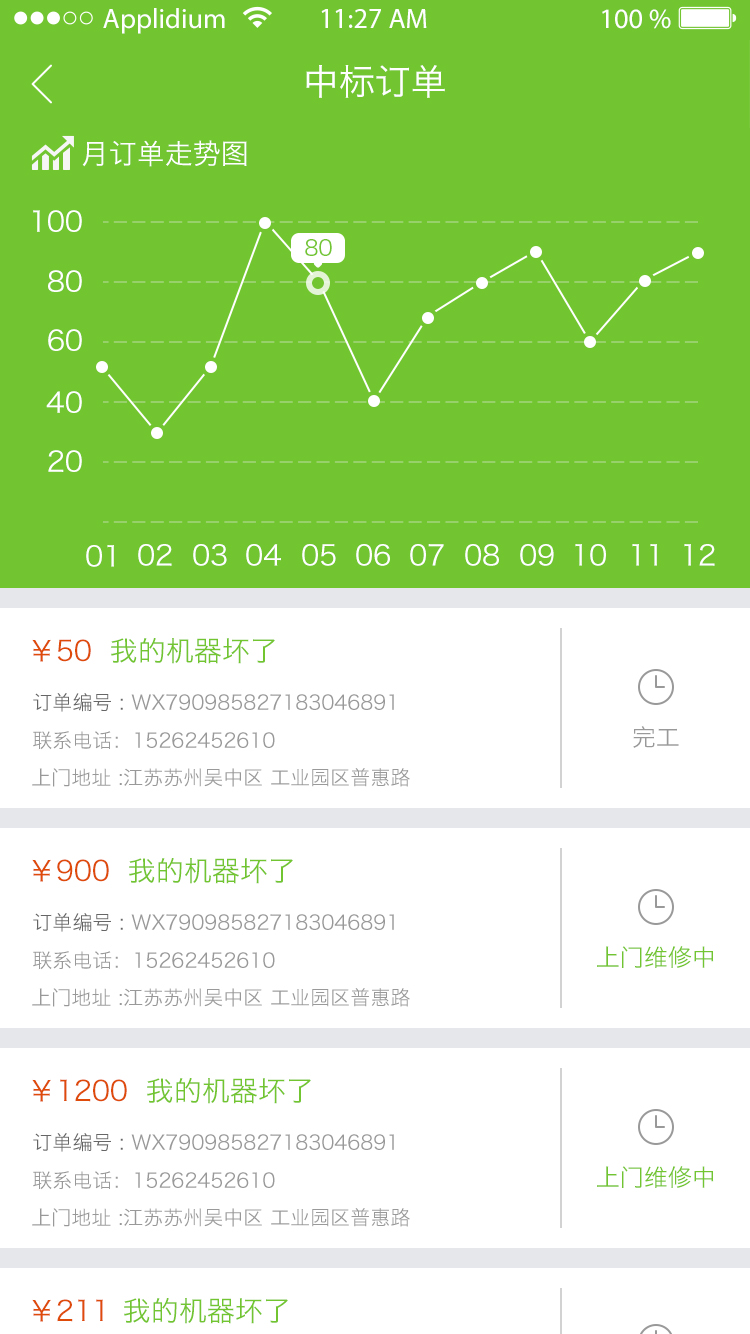 Applidium 11:27 AM 100 %
中标订单
月订单走势图
100
80
80
60
40
20
01 02 03 04 05 06 07 08 09 10 11 12
￥50 我的机器坏了
订单编号：WX790985827183046891
联系电话：15262452610
上门地址 :江苏苏州吴中区 工业园区普惠路
完工
￥900 我的机器坏了
订单编号：WX790985827183046891
联系电话：15262452610
上门地址 :江苏苏州吴中区 工业园区普惠路
上门维修中
￥1200 我的机器坏了
订单编号：WX790985827183046891
联系电话：15262452610
上门地址 :江苏苏州吴中区 工业园区普惠路
上门维修中
￥211 我的机器坏了